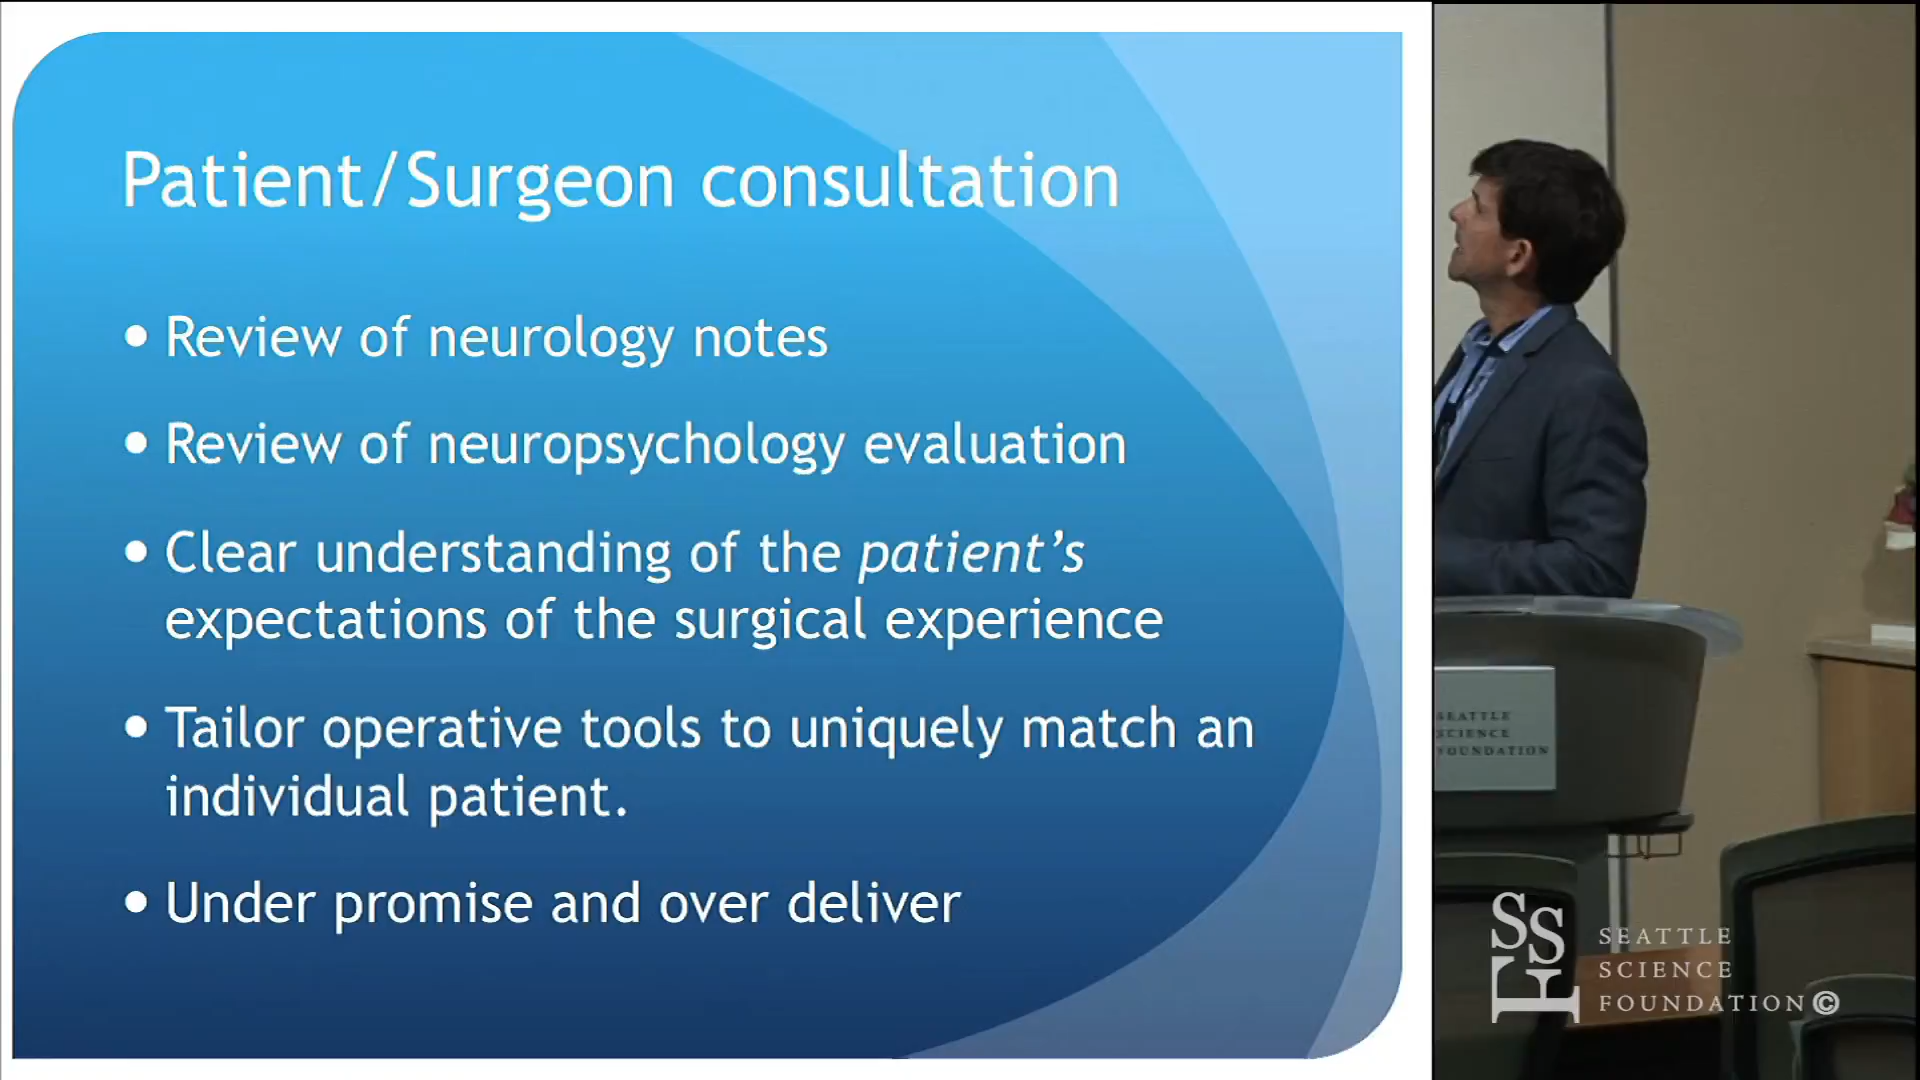 Patient/Surgeon consultation
• Review of neurology notes
• Review of neuropsychology evaluation
• Clear understanding of the patient’s
expectations of the surgical experience
• Tailor operative tools to uniquely match an
individual patient.
• Under promise and over deliver
SEATTLE
SCIENCE
FOUNDATION
SSF
SEATTLE
SCIENCE
FOUNDATION©